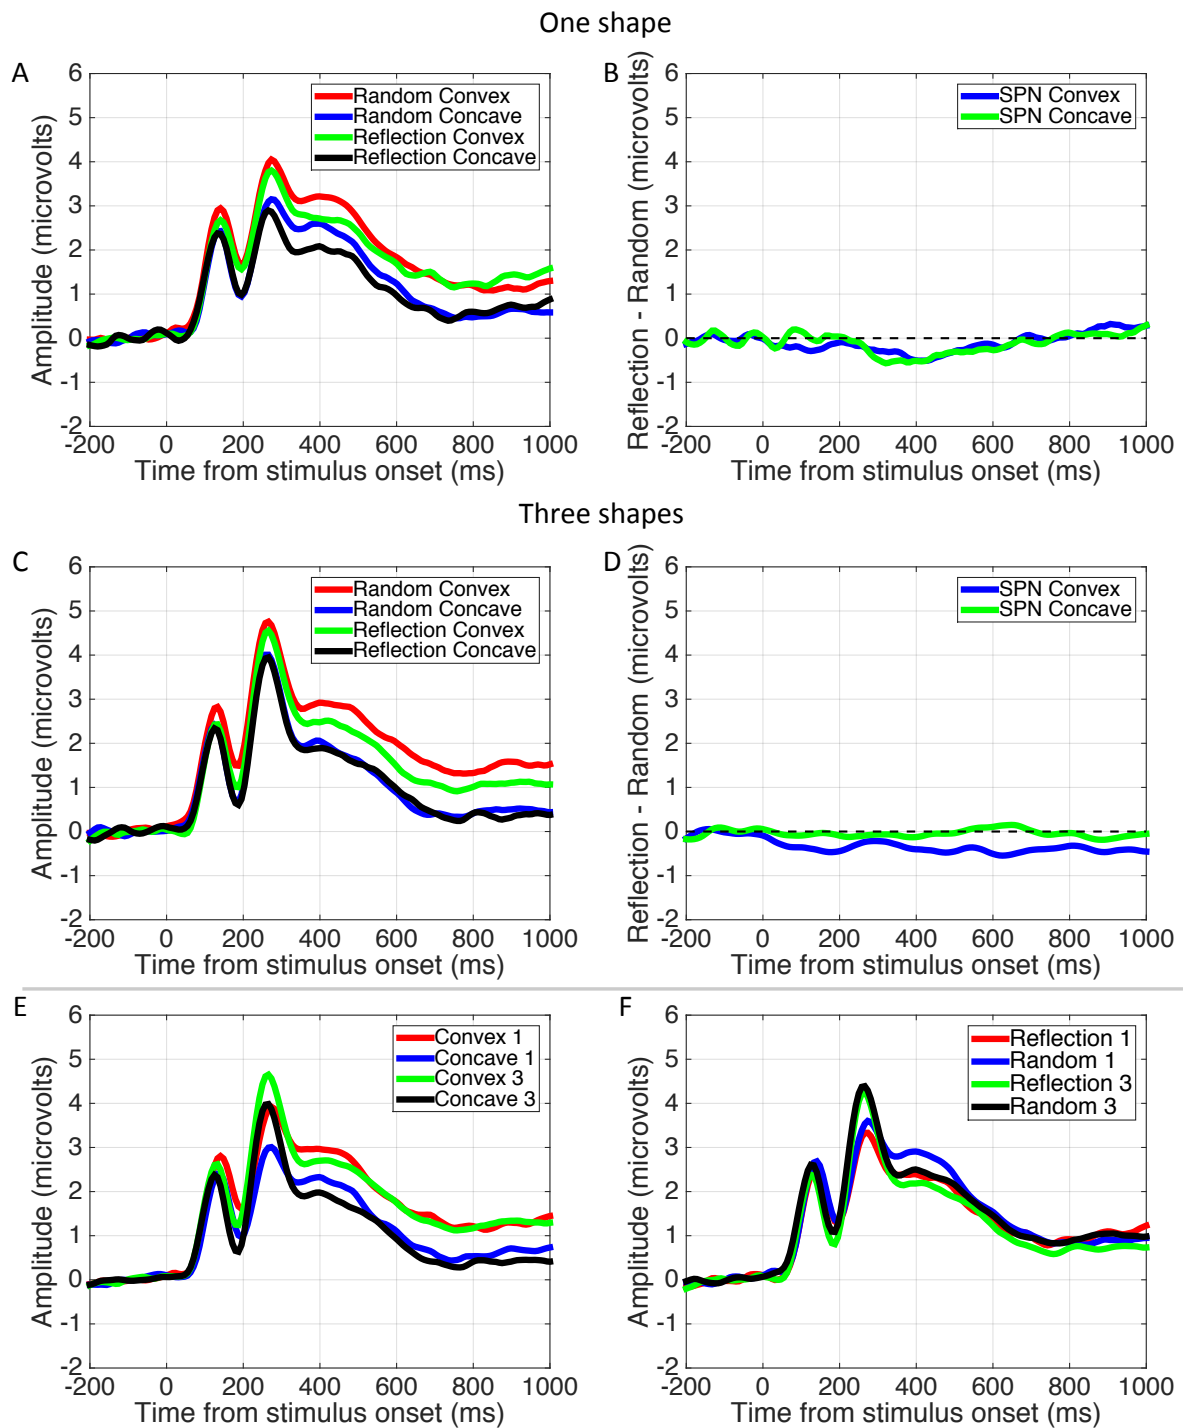 One shape
A
6
5
4
3
2
1
0
-1
-2
Amplitude (microvolts)
Random Convex
Random Concave
Reflection Convex
Reflection Concave
-200 0 200 400 600 800 1000
Time from stimulus onset (ms)
B
6
5
4
3
2
1
0
-1
-2
Reflection - Random (microvolts)
SPN Convex
SPN Concave
-200 0 200 400 600 800 1000
Time from stimulus onset (ms)
Three shapes
C
6
5
4
3
2
1
0
-1
-2
Amplitude (microvolts)
Random Convex
Random Concave
Reflection Convex
Reflection Concave
-200 0 200 400 600 800 1000
Time from stimulus onset (ms)
D
6
5
4
3
2
1
0
-1
-2
Reflection - Random (microvolts)
SPN Convex
SPN Concave
-200 0 200 400 600 800 1000
Time from stimulus onset (ms)
E
6
5
4
3
2
1
0
-1
-2
Amplitude (microvolts)
Convex 1
Concave 1
Convex 3
Concave 3
-200 0 200 400 600 800 1000
Time from stimulus onset (ms)
F
6
5
4
3
2
1
0
-1
-2
Amplitude (microvolts)
Reflection 1
Random 1
Reflection 3
Random 3
-200 0 200 400 600 800 1000
Time from stimulus onset (ms)